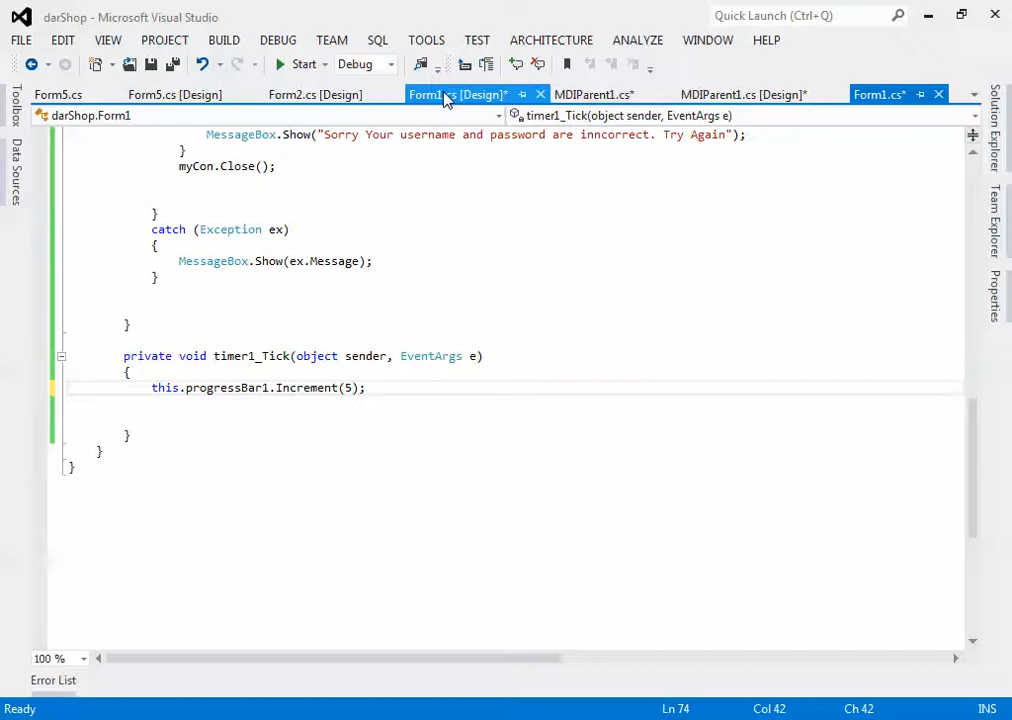 darShop - Microsoft Visual Studio
Quick Launch (Ctrl+Q)
FILE EDIT VIEW PROJECT BUILD DEBUG TEAM SQL TOOLS TEST ARCHITECTURE ANALYZE WINDOW HELP
Start Debug
Form5.cs Form5.cs [Design] Form2.cs [Design] Form1.cs [Design]* MDIParent1.cs* MDIParent1.cs [Design]* Form1.cs*
darShop.Form1 timer1_Tick(object sender, EventArgs e)
Toolbox
Data Sources
Solution Explorer
Team Explorer
Properties
MessageBox.Show("Sorry Your username and password are inncorrect. Try Again");
}
myCon.Close();
}
catch (Exception ex)
{
MessageBox.Show(ex.Message);
}
}
private void timer1_Tick(object sender, EventArgs e)
{
this.progressBar1.Increment(5);
}
}
}
100 %
Error List
Ready Ln 74 Col 42 Ch 42 INS